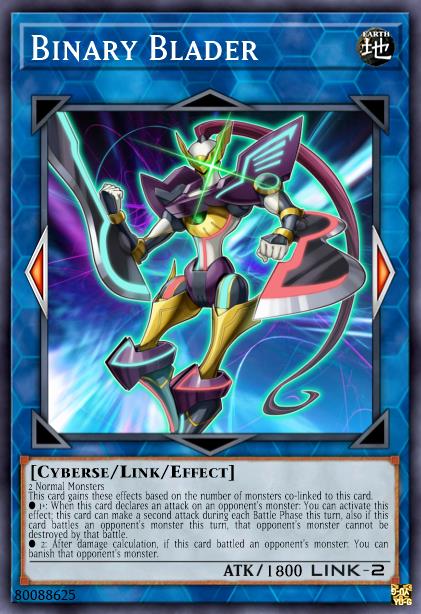 BINARY BLADER
EARTH
地
[CYBERSE/LINK/EFFECT]
2 Normal Monsters
This card gains these effects based on the number of monsters co-linked to this card.
● 1+: When this card declares an attack on an opponent's monster: You can activate this
effect; this card can make a second attack during each Battle Phase this turn, also if this
card battles an opponent's monster this turn, that opponent's monster cannot be
destroyed by that battle.
● 2: After damage calculation, if this card battled an opponent's monster: You can
banish that opponent's monster.
ATK/1800 LINK-2
80088625